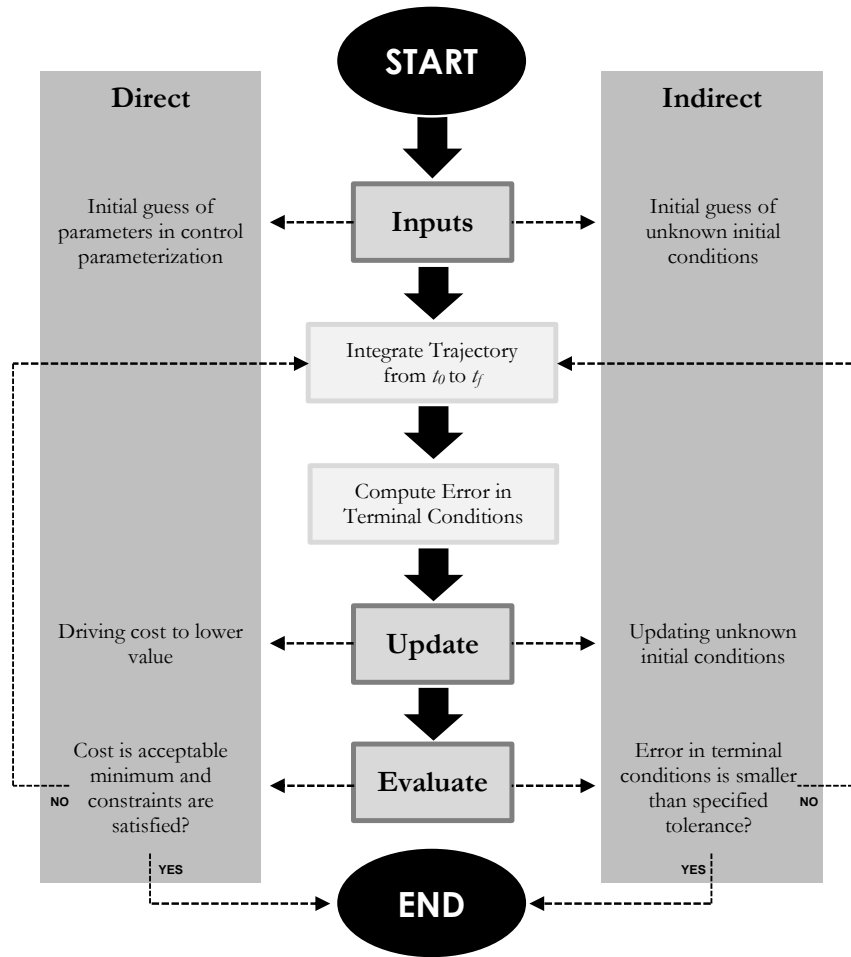 START
Direct
Indirect
Initial guess of
parameters in control
parameterization
Inputs
Initial guess of
unknown initial
conditions
Integrate Trajectory
from t0 to tf
Compute Error in
Terminal Conditions
Driving cost to lower
value
Update
Updating unknown
initial conditions
Cost is acceptable
minimum and
constraints are
satisfied?
NO
YES
Evaluate
Error in terminal
conditions is smaller
than specified
tolerance?
NO
YES
END